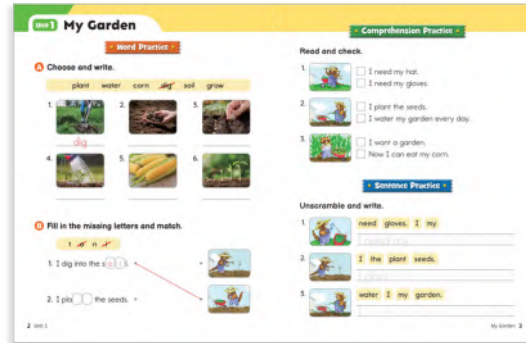 Unit 1 My Garden
Word Practice
A Choose and write.
plant water corn dig soil grow
1. 2. 3.
dig
4. 5. 6.
B Fill in the missing letters and match.
t o n i
1. I dig into the soil.
2. I pla the seeds.
2 Unit 1
Comprehension Practice
Read and check.
1. I need my hat.
I need my gloves.
2. I plant the seeds.
I water my garden every day.
3. I want a garden.
Now I can eat my corn.
Sentence Practice
Unscramble and write.
1. need gloves. I my
I need my
2. I the plant seeds.
I plant
3. water I my garden.
My Garden 3